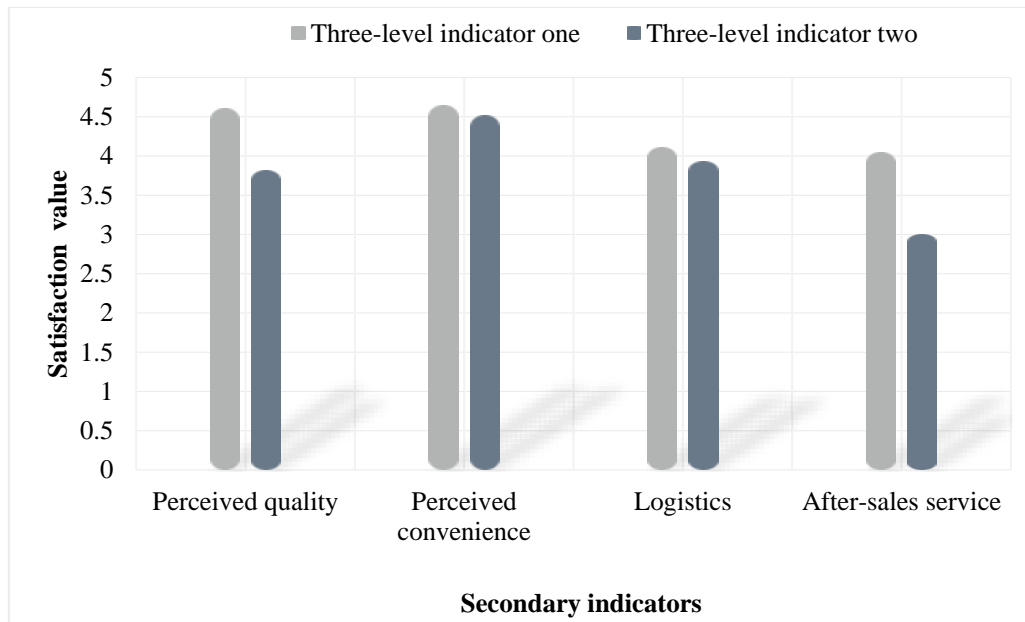 Three-level indicator one
Three-level indicator two
5
4.5
4
3.5
3
2.5
2
1.5
1
0.5
0
Satisfaction value
Perceived quality
Perceived
convenience
Logistics
After-sales service
Secondary indicators